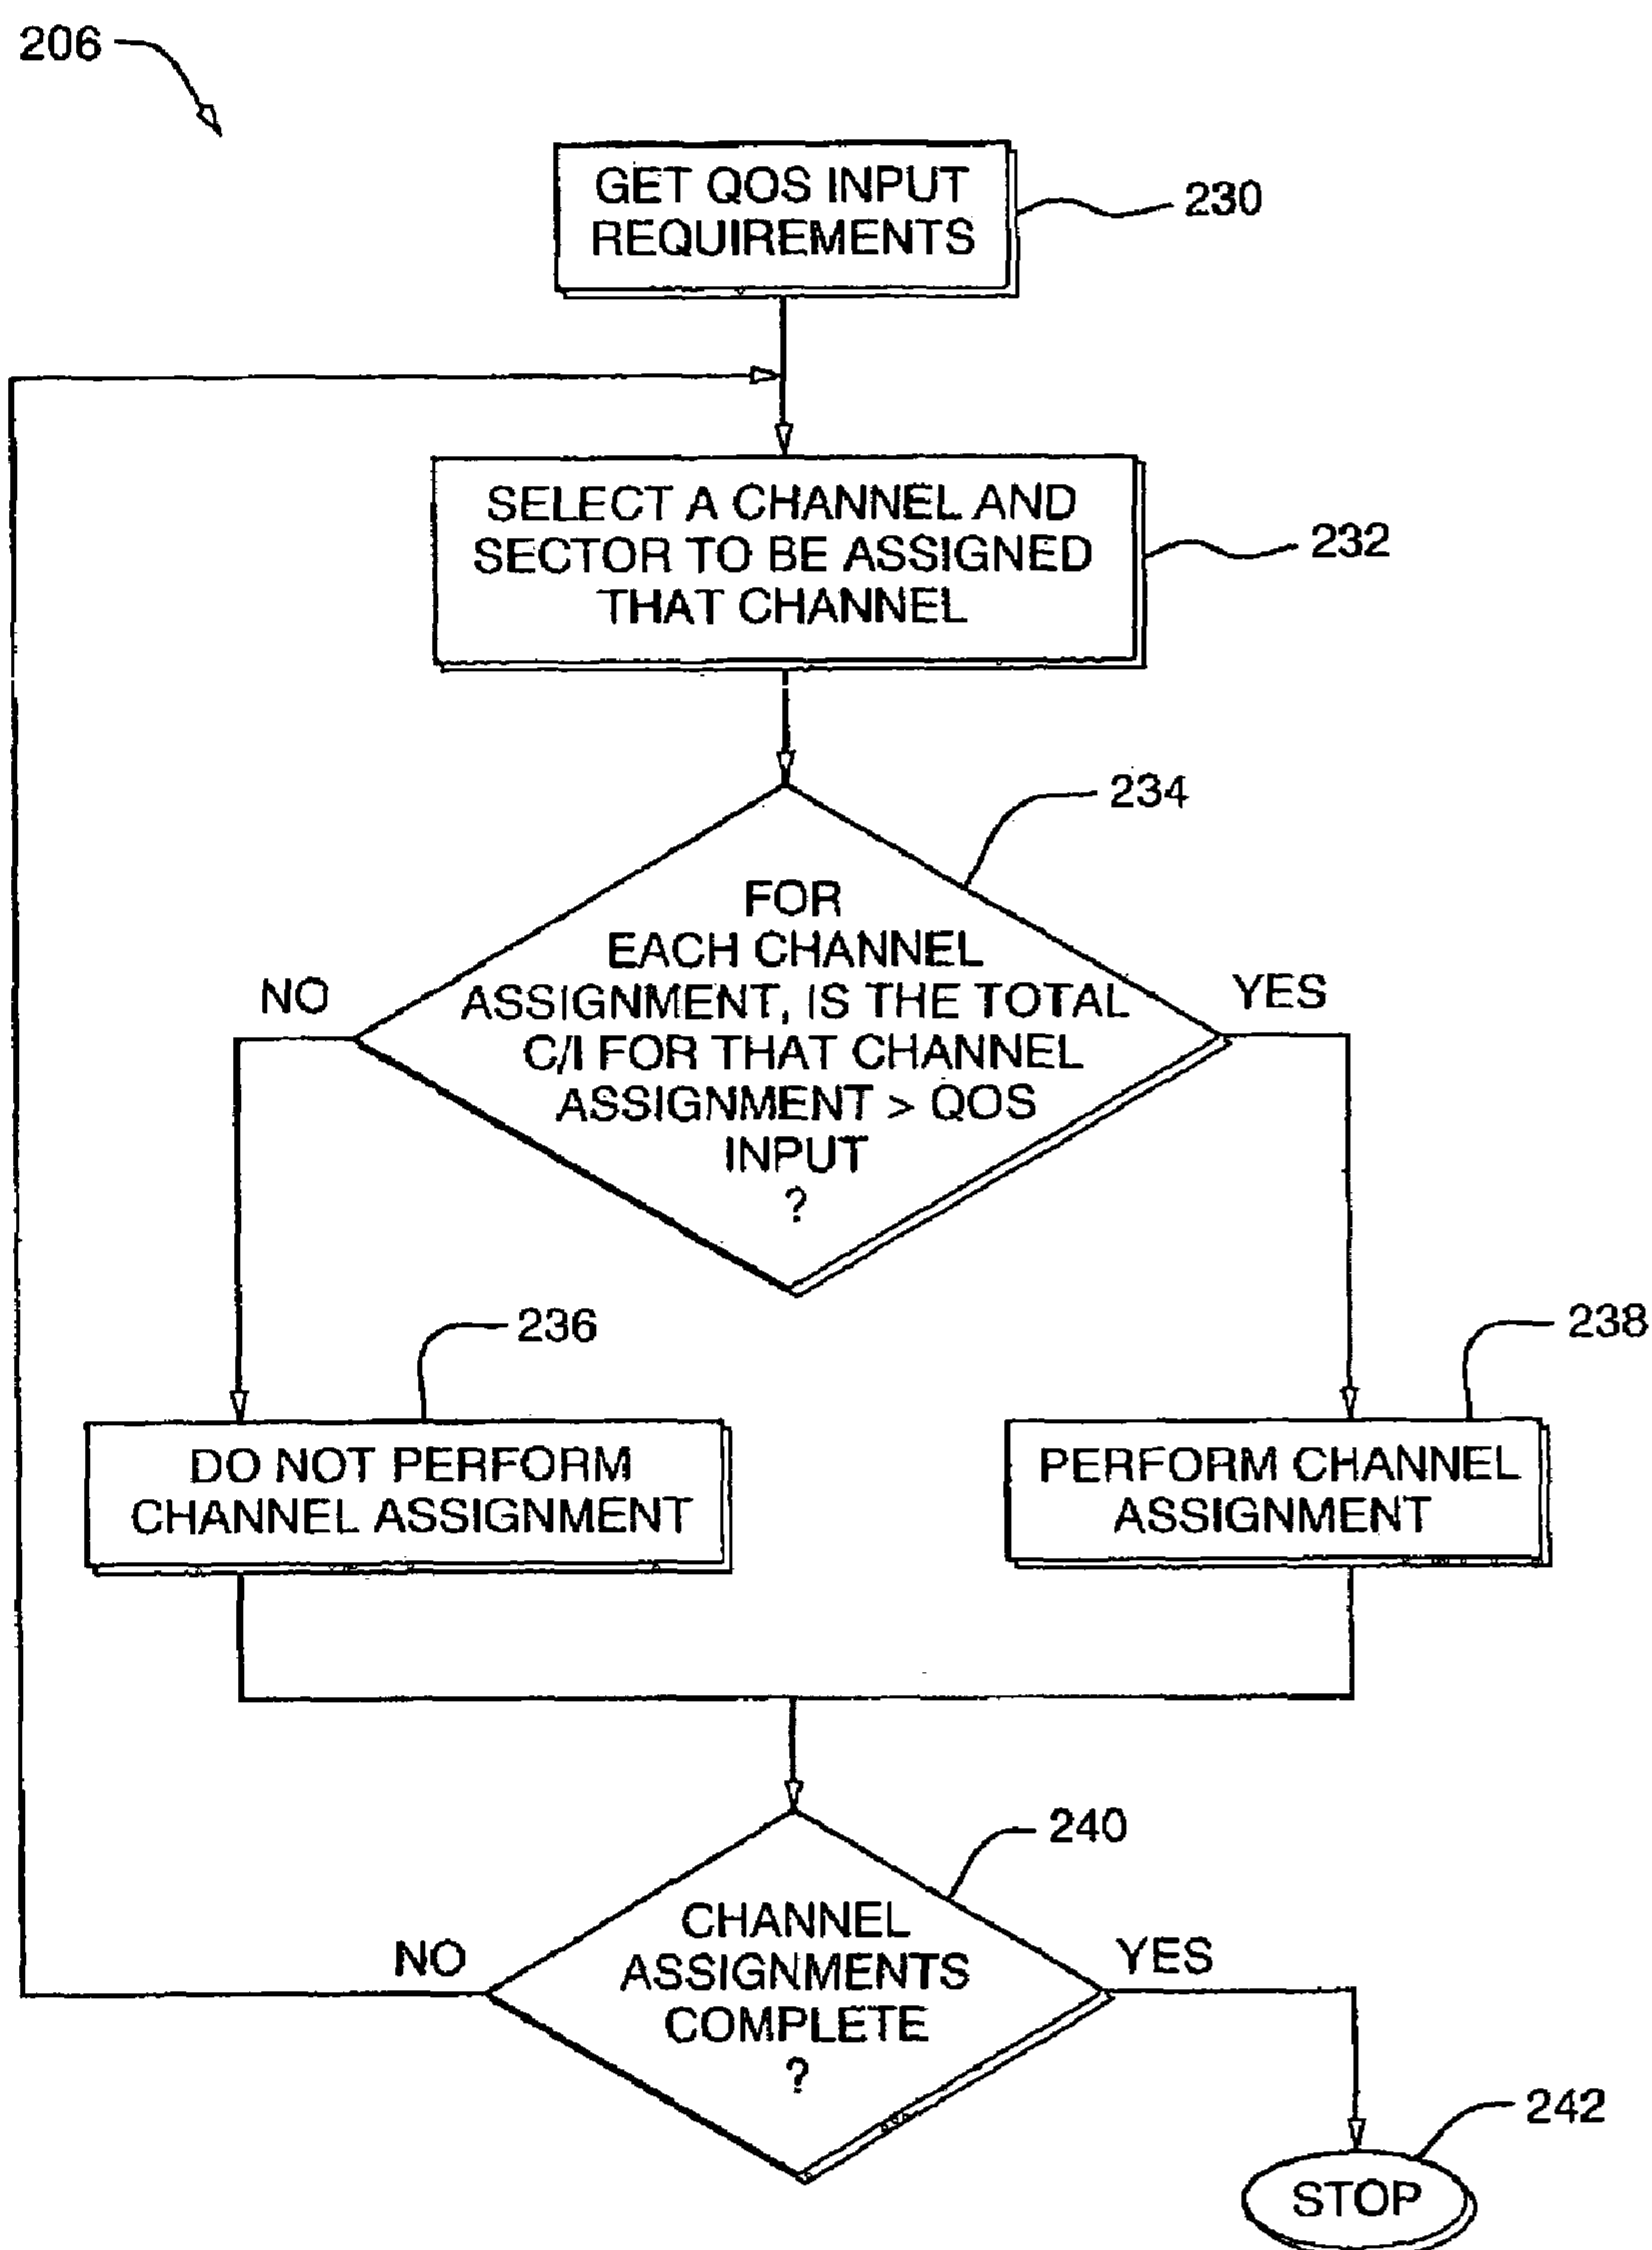 206
GET QOS INPUT
REQUIREMENTS
230
SELECT A CHANNEL AND
SECTOR TO BE ASSIGNED
THAT CHANNEL
232
234
FOR
EACH CHANNEL
ASSIGNMENT, IS THE TOTAL
C/I FOR THAT CHANNEL
ASSIGNMENT > QOS
INPUT
?
NO
YES
236
238
DO NOT PERFORM
CHANNEL ASSIGNMENT
PERFORM CHANNEL
ASSIGNMENT
240
CHANNEL
ASSIGNMENTS
COMPLETE
?
NO
YES
242
STOP